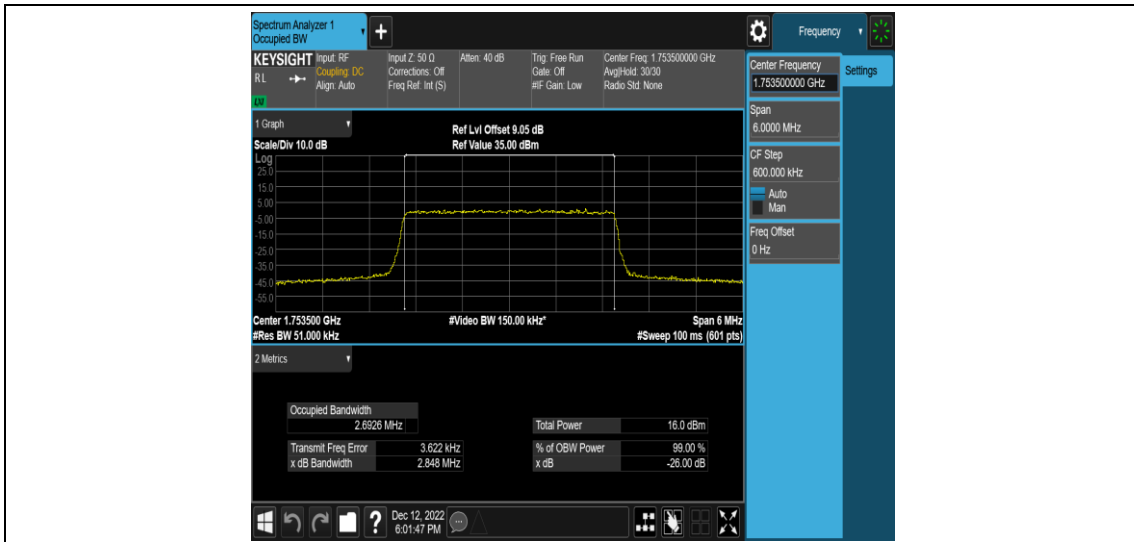 Spectrum Analyzer 1
Occupied BW
+
Frequency
KEYSIGHT
RL
LXI
Input: RF
Coupling: DC
Align: Auto
Input Z: 50 Ω
Corrections: Off
Freq Ref: Int (S)
Atten: 40 dB
Trig: Free Run
Gate: Off
#IF Gain: Low
Center Freq: 1.753500000 GHz
Avg|Hold: 30/30
Radio Std: None
Center Frequency
1.753500000 GHz
Settings
Span
6.0000 MHz
CF Step
600.000 kHz
Auto
Man
Freq Offset
0 Hz
1 Graph
Ref Lvl Offset 9.05 dB
Scale/Div 10.0 dB
Ref Value 35.00 dBm
Log
25.0
15.0
5.00
-5.00
-15.0
-25.0
-35.0
-45.0
-55.0
Center 1.753500 GHz
#Video BW 150.00 kHz*
Span 6 MHz
#Res BW 51.000 kHz
#Sweep 100 ms (601 pts)
2 Metrics
Occupied Bandwidth
2.6926 MHz
Total Power 16.0 dBm
Transmit Freq Error 3.622 kHz
% of OBW Power 99.00 %
x dB Bandwidth 2.848 MHz
x dB -26.00 dB
?
Dec 12, 2022
6:01:47 PM